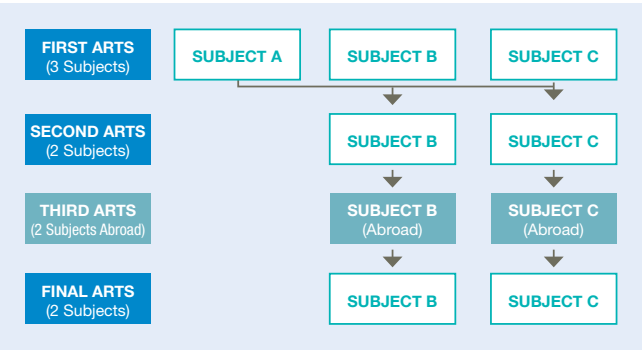 FIRST ARTS
(3 Subjects)
SUBJECT A
SUBJECT B
SUBJECT C
SECOND ARTS
(2 Subjects)
SUBJECT B
SUBJECT C
THIRD ARTS
(2 Subjects Abroad)
SUBJECT B
(Abroad)
SUBJECT C
(Abroad)
FINAL ARTS
(2 Subjects)
SUBJECT B
SUBJECT C